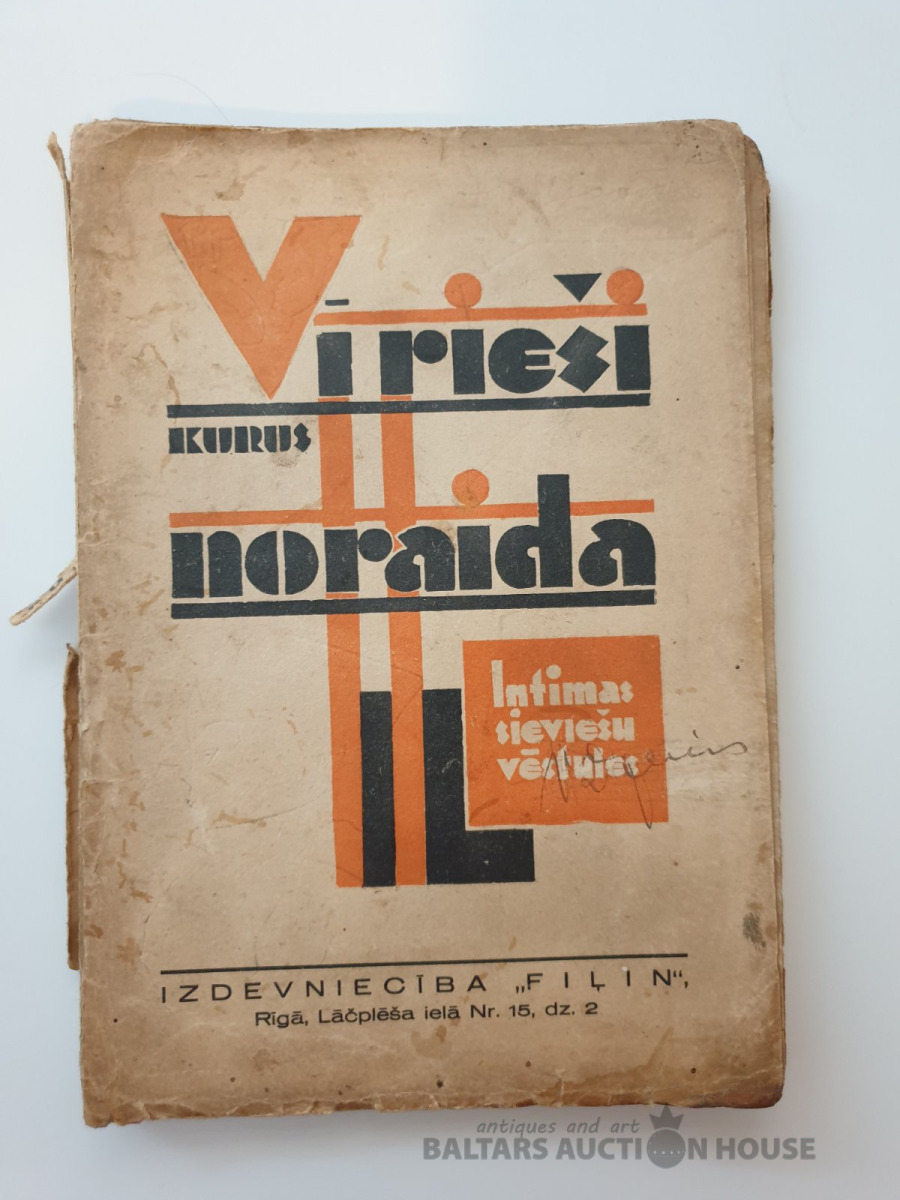 Vīrieši
KURUS
noraida
Intimas
sieviešu
vēstules
IZDEVNIECĪBA „FIĻIN“,
Rīgā, Lāčplēša ielā Nr. 15, dz. 2
antiques and art
BALTARS AUCTION HOUSE